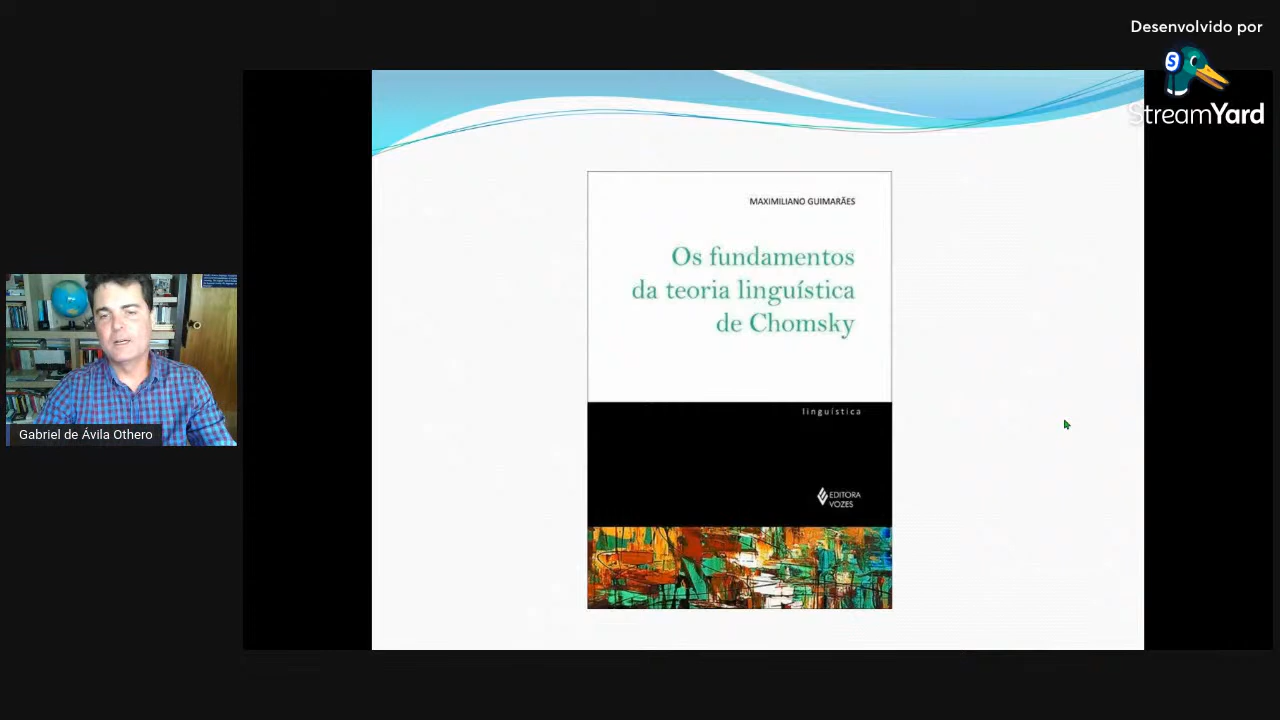 Desenvolvido por
StreamYard
MAXIMILIANO GUIMARÃES
Os fundamentos
da teoria linguística
de Chomsky
linguística
EDITORA
VOZES
Gabriel de Ávila Othero